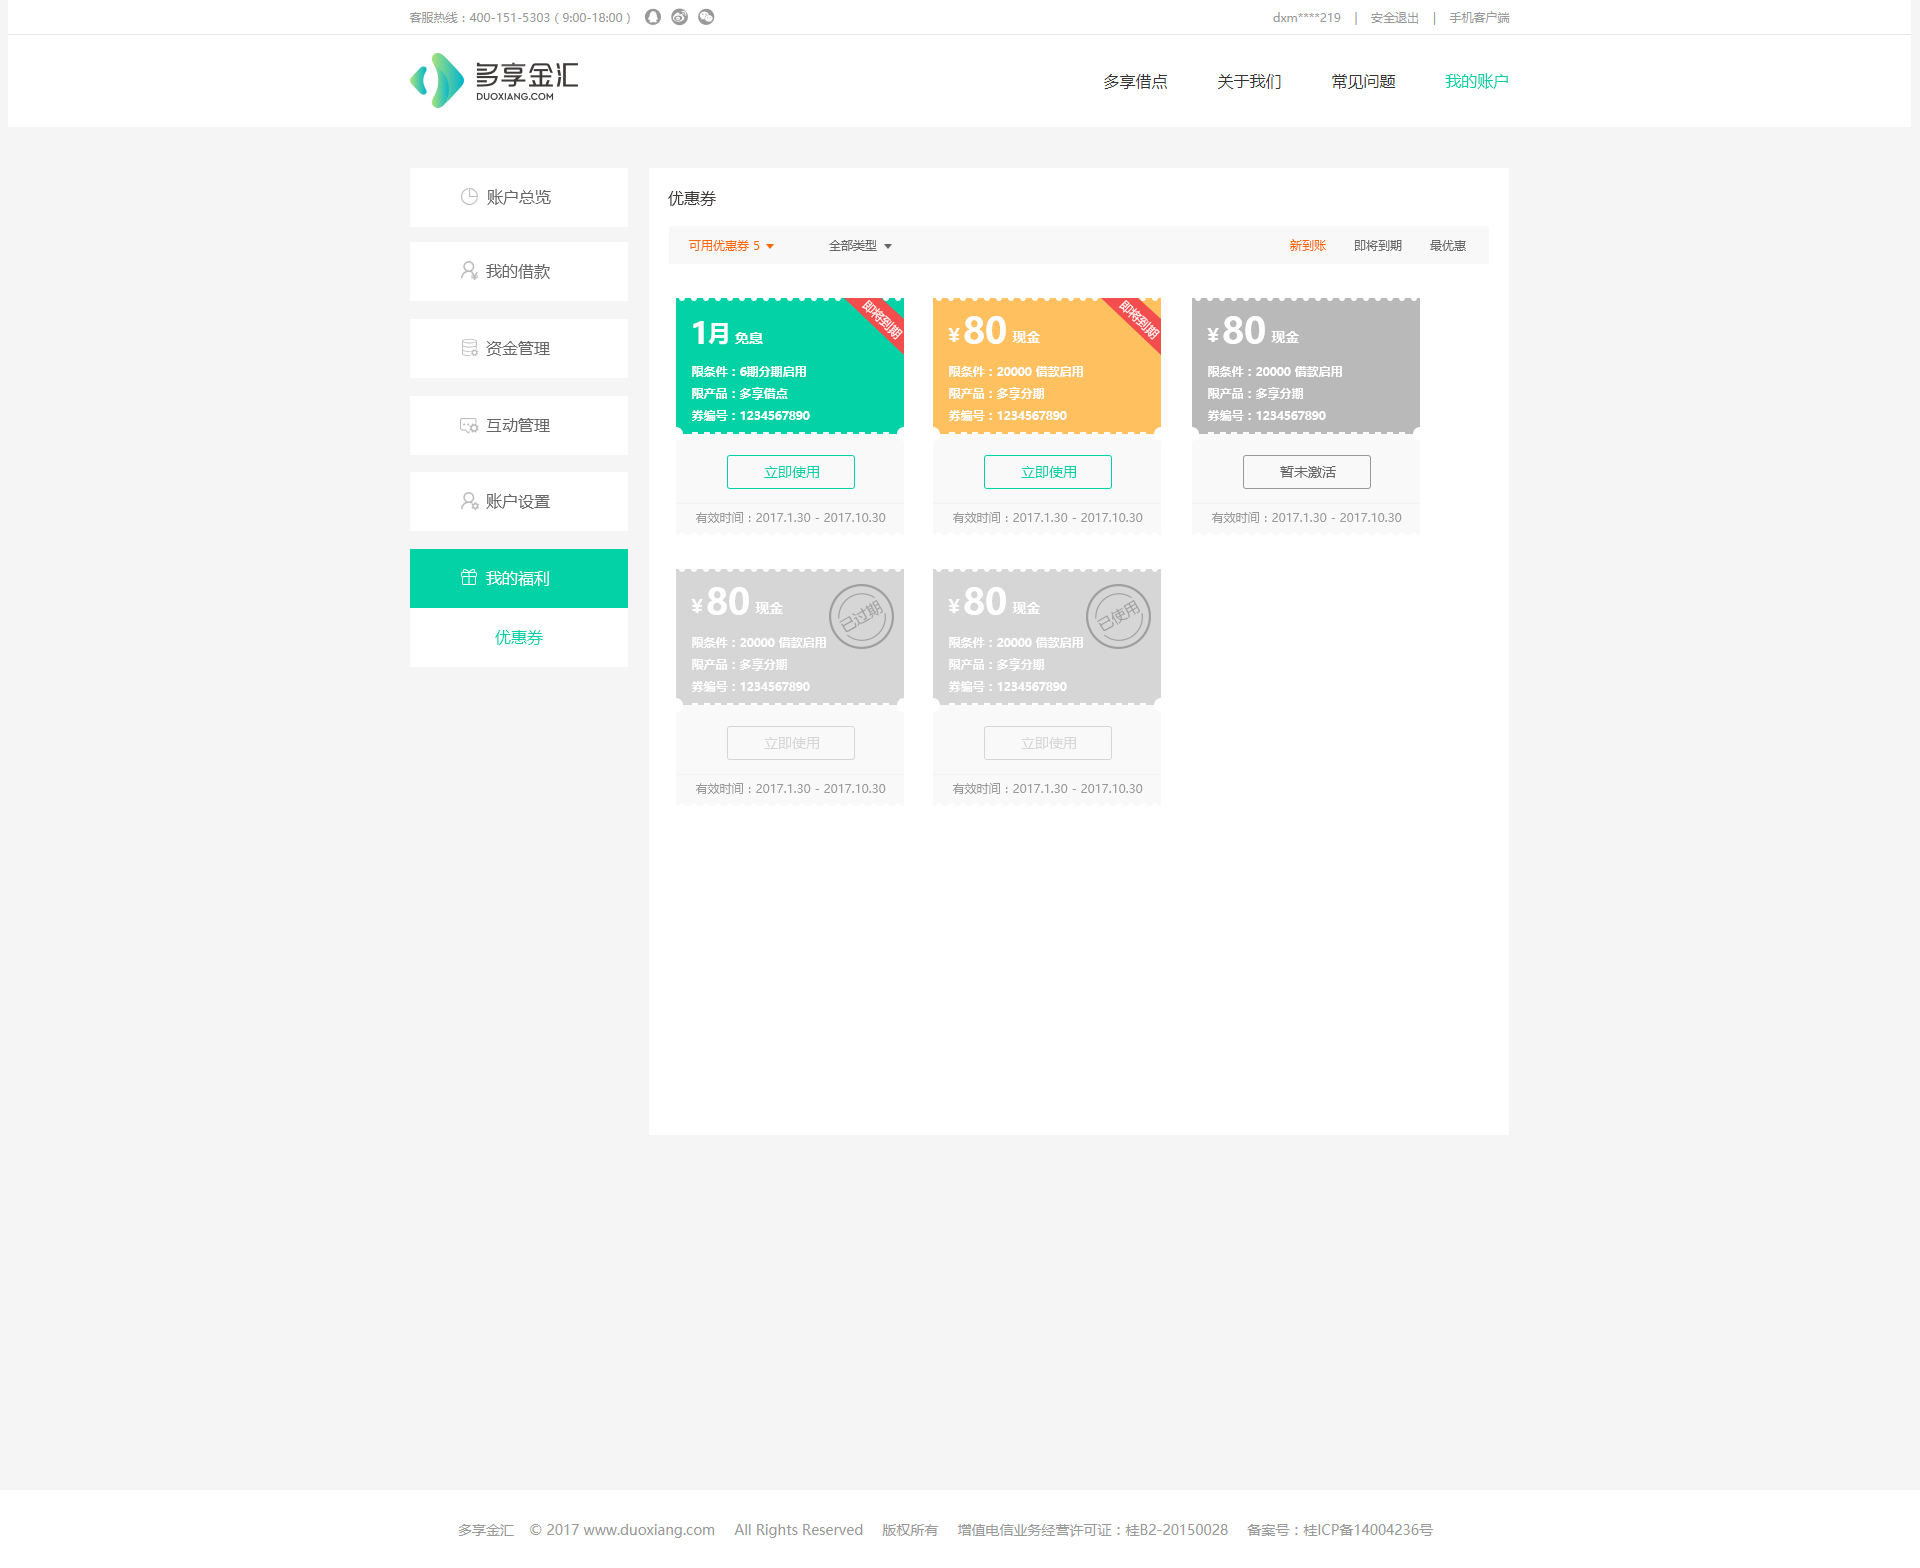 客服热线：400-151-5303（9:00-18:00）
dxm****219 | 安全退出 | 手机客户端
多享金汇
DUOXIANG.COM
多享借点 关于我们 常见问题 我的账户
账户总览
我的借款
资金管理
互动管理
账户设置
我的福利
优惠券
优惠券
可用优惠券 5 全部类型 新到账 即将到期 最优惠
1月 免息
即将到期
限条件：6期分期启用
限产品：多享借点
券编号：1234567890
立即使用
有效时间：2017.1.30 - 2017.10.30
¥80 现金
即将到期
限条件：20000 借款启用
限产品：多享分期
券编号：1234567890
立即使用
有效时间：2017.1.30 - 2017.10.30
¥80 现金
限条件：20000 借款启用
限产品：多享分期
券编号：1234567890
暂未激活
有效时间：2017.1.30 - 2017.10.30
¥80 现金
已过期
限条件：20000 借款启用
限产品：多享分期
券编号：1234567890
立即使用
有效时间：2017.1.30 - 2017.10.30
¥80 现金
已使用
限条件：20000 借款启用
限产品：多享分期
券编号：1234567890
立即使用
有效时间：2017.1.30 - 2017.10.30
多享金汇 © 2017 www.duoxiang.com All Rights Reserved 版权所有 增值电信业务经营许可证：桂B2-20150028 备案号：桂ICP备14004236号